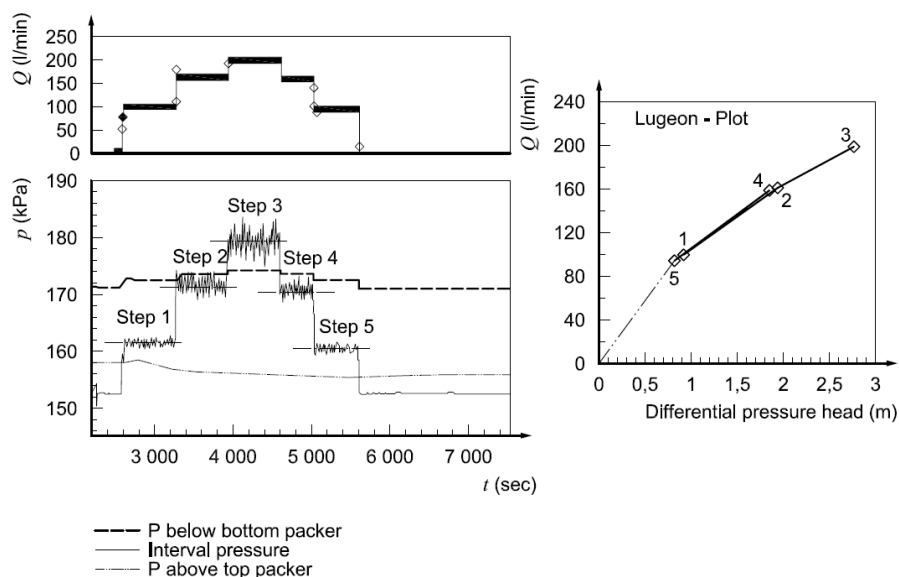 Q (l/min)
250
200
150
100
50
0
p (kPa)
190
180
170
160
150
Step 1
Step 2
Step 3
Step 4
Step 5
3 000
4 000
5 000
6 000
7 000
t (sec)
P below bottom packer
Interval pressure
P above top packer
Lugeon - Plot
Q (l/min)
240
200
160
120
80
40
0
3
4
2
1
5
0
0,5
1
1,5
2
2,5
3
Differential pressure head (m)